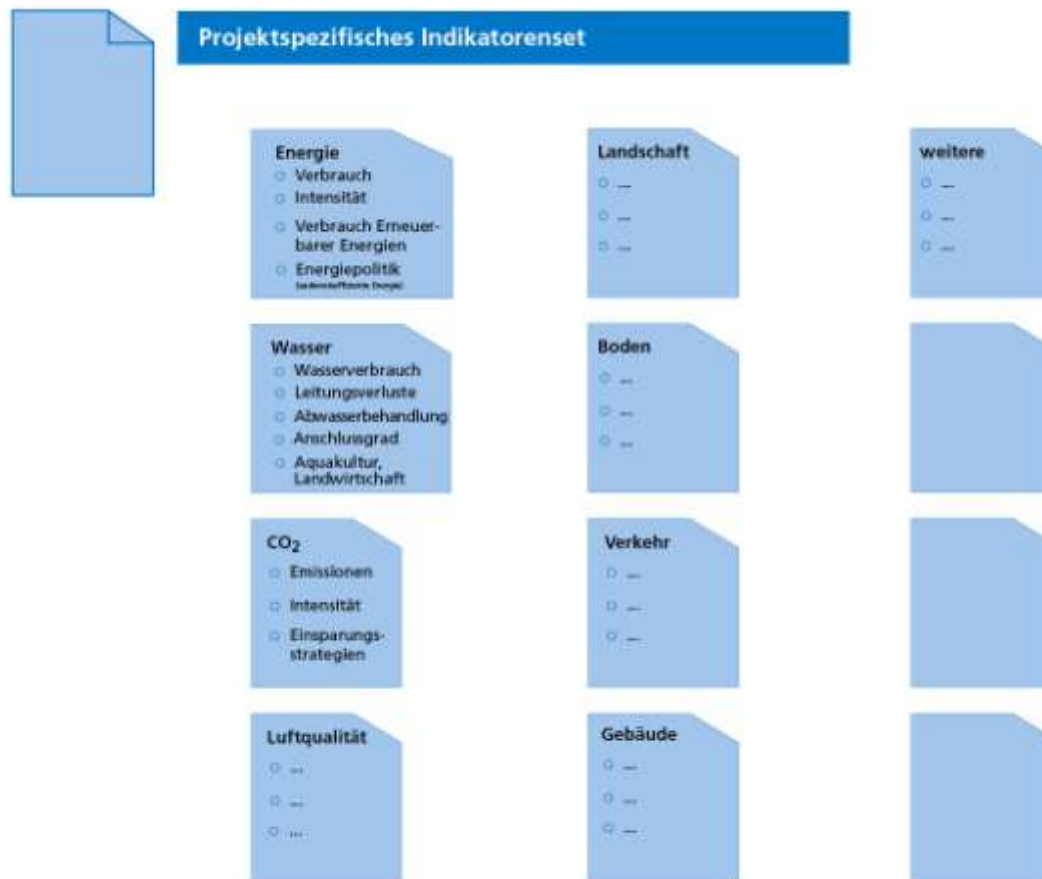 Projektspezifisches Indikatorenset
Energie
Verbrauch
Intensität
Verbrauch Erneuer-
barer Energien
Energiepolitik
Wasser
Wasserverbrauch
Leitungsverluste
Abwasserbehandlung
Anschlussgrad
Aquakultur,
Landwirtschaft
CO₂
Emissionen
Intensität
Einsparungs-
strategien
Luftqualität
...
...
...
Landschaft
...
...
...
Boden
...
...
...
Verkehr
...
...
...
Gebäude
...
...
...
weitere
...
...
...